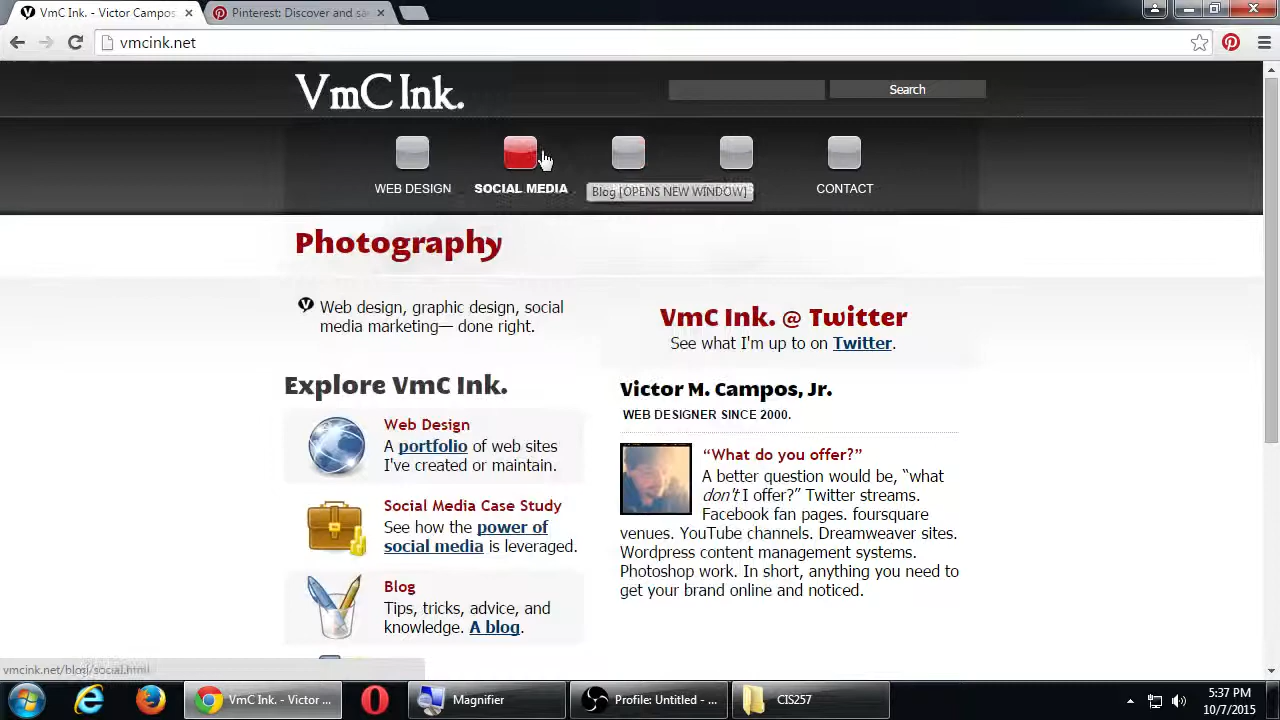 VmC Ink. - Victor Campos
Pinterest: Discover and sa
vmcink.net
VmC Ink.
Search
WEB DESIGN
SOCIAL MEDIA
CONTACT
Blog [OPENS NEW WINDOW]
Photography
Web design, graphic design, social
media marketing— done right.
VmC Ink. @ Twitter
See what I'm up to on Twitter.
Explore VmC Ink.
Web Design
A portfolio of web sites
I've created or maintain.
Social Media Case Study
See how the power of
social media is leveraged.
Blog
Tips, tricks, advice, and
knowledge. A blog.
Victor M. Campos, Jr.
WEB DESIGNER SINCE 2000.
“What do you offer?”
A better question would be, “what
don't I offer?” Twitter streams.
Facebook fan pages. foursquare
venues. YouTube channels. Dreamweaver sites.
Wordpress content management systems.
Photoshop work. In short, anything you need to
get your brand online and noticed.
vmcink.net/blog/social.html
VmC Ink. - Victor ...
Magnifier
Profile: Untitled - ...
CIS257
5:37 PM
10/7/2015